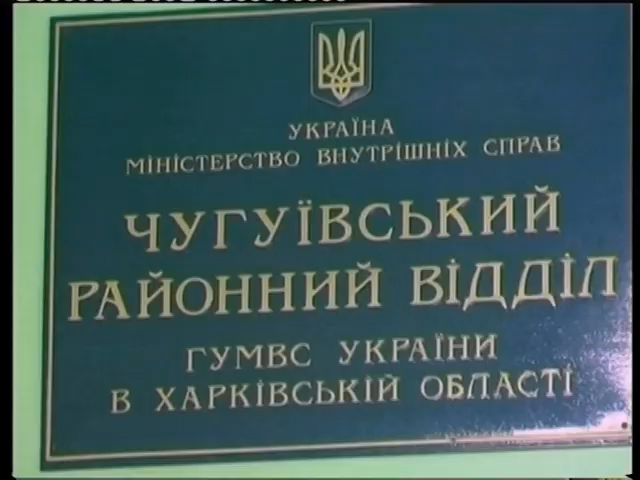 УКРАЇНА
МІНІСТЕРСТВО ВНУТРІШНІХ СПРАВ
ЧУГУЇВСЬКИЙ
РАЙОННИЙ ВІДДІЛ
ГУМВС УКРАЇНИ
В ХАРКІВСЬКІЙ ОБЛАСТІ